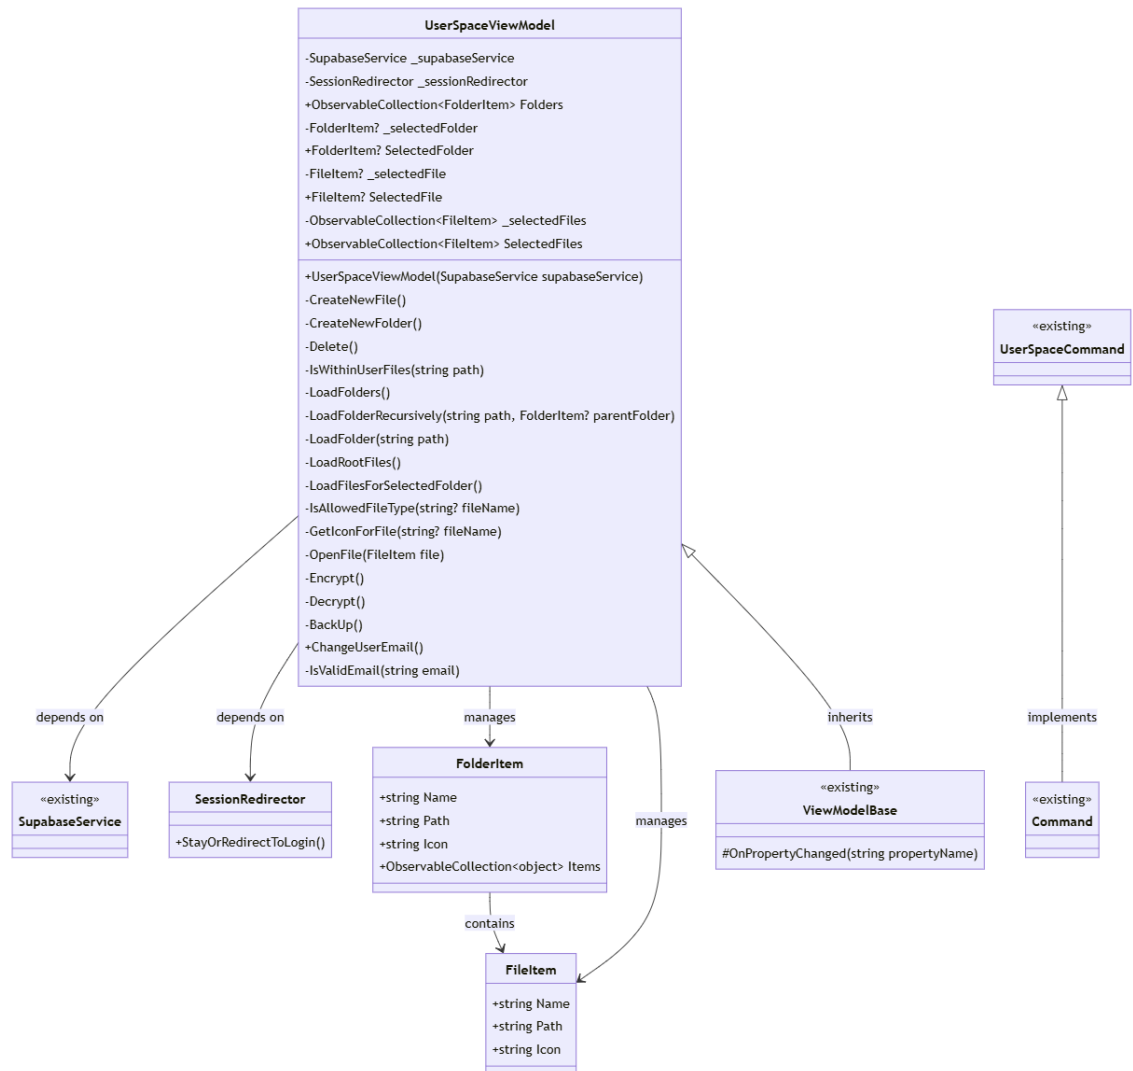 UserSpaceViewModel
-SupabaseService _supabaseService
-SessionRedirector _sessionRedirector
+ObservableCollection<FolderItem> Folders
-FolderItem? _selectedFolder
+FolderItem? SelectedFolder
-FileItem? _selectedFile
+FileItem? SelectedFile
-ObservableCollection<FileItem> _selectedFiles
+ObservableCollection<FileItem> SelectedFiles
+UserSpaceViewModel(SupabaseService supabaseService)
-CreateNewFile()
-CreateNewFolder()
-Delete()
-IsWithinUserFiles(string path)
-LoadFolders()
-LoadFolderRecursively(string path, FolderItem? parentFolder)
-LoadFolder(string path)
-LoadRootFiles()
-LoadFilesForSelectedFolder()
-IsAllowedFileType(string? fileName)
-GetIconForFile(string? fileName)
-OpenFile(FileItem file)
-Encrypt()
-Decrypt()
-BackUp()
+ChangeUserEmail()
-IsValidEmail(string email)
«existing»
UserSpaceCommand
depends on
depends on
manages
inherits
implements
«existing»
SupabaseService
SessionRedirector
+StayOrRedirectToLogin()
FolderItem
+string Name
+string Path
+string Icon
+ObservableCollection<object> Items
manages
«existing»
ViewModelBase
#OnPropertyChanged(string propertyName)
«existing»
Command
contains
FileItem
+string Name
+string Path
+string Icon